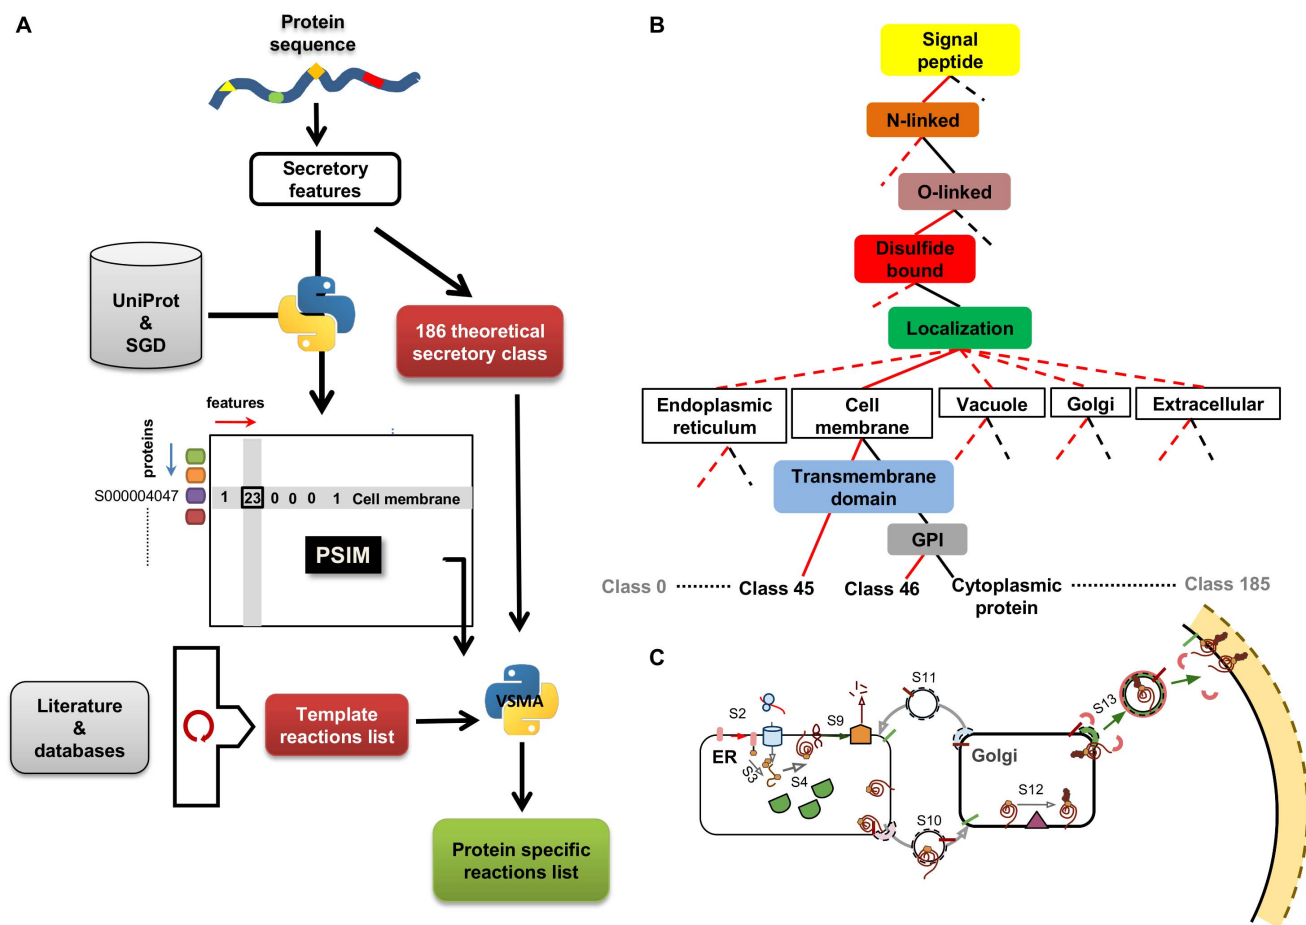 A
Protein
sequence
Secretory
features
UniProt
&
SGD
186 theoretical
secretory class
features
proteins
S000004047
1 23 0 0 0 1 Cell membrane
PSIM
Literature
&
databases
Template
reactions list
VSMA
Protein specific
reactions list
B
Signal
peptide
N-linked
O-linked
Disulfide
bound
Localization
Endoplasmic
reticulum
Cell
membrane
Vacuole
Golgi
Extracellular
Transmembrane
domain
GPI
Class 0
Class 45
Class 46
Cytoplasmic
protein
Class 185
C
S2
S9
S11
S13
ER
S3
S4
Golgi
S12
S10